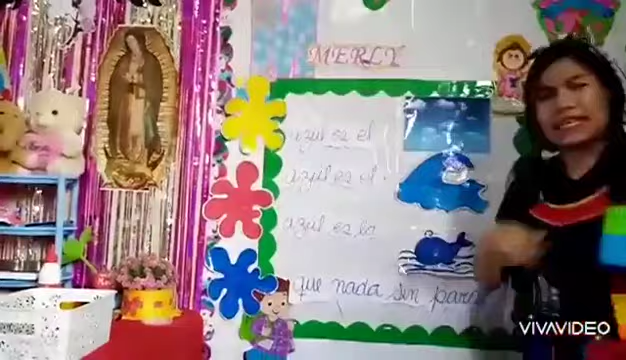 MERLY
azul es el
azul es el
azul es la
que nada sin parar
VIVAVIDEO